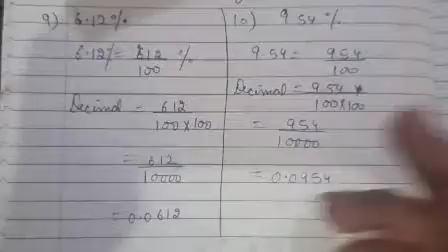 9) 6.12%
6.12% = 612/100 %
Decimal = 612/100×100
= 612/10000
= 0.0612
10) 9.54%
9.54 = 954/100
Decimal = 954/100×100
= 954/10000
= 0.0954